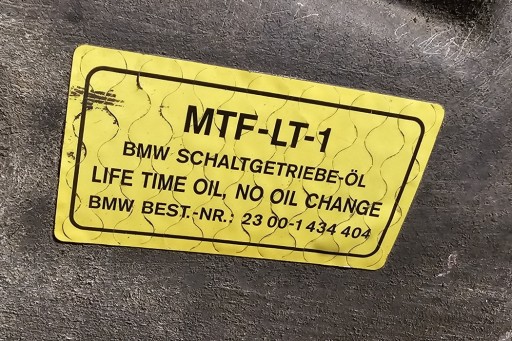 MTF-LT-1
BMW SCHALTGETRIEBE-ÖL
LIFE TIME OIL, NO OIL CHANGE
BMW BEST.-NR.: 23 00-1 434 404